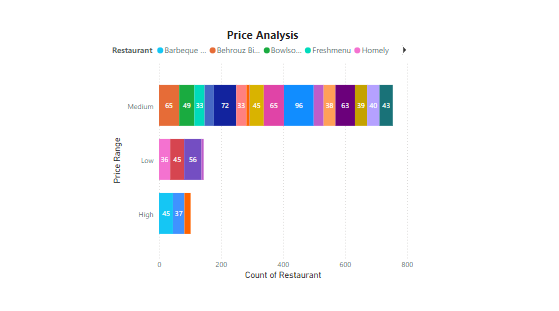 Price Analysis
Restaurant Barbeque ... Behrouz Bi... Bowlso... Freshmenu Homely
Medium 65 49 33 72 33 45 65 96 38 63 39 40 43
Low 36 45 56
High 45 37
0 200 400 600 800
Count of Restaurant
Price Range